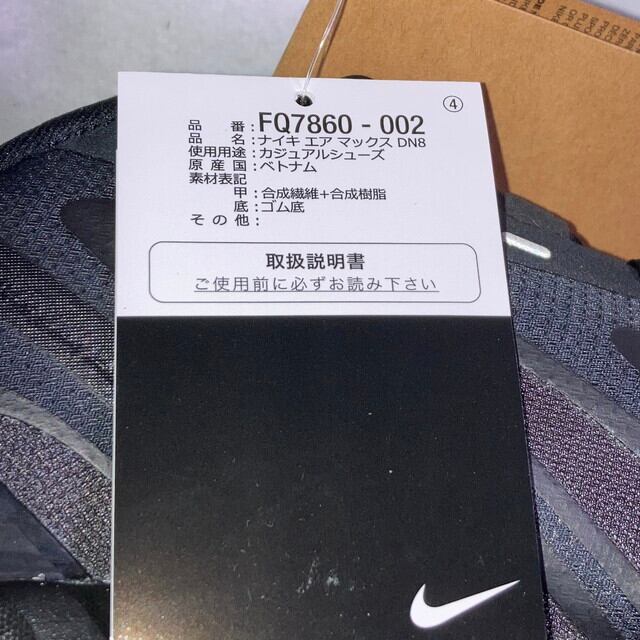 ④
品 番: FQ7860 - 002
品 名: ナイキ エア マックス DN8
使用用途: カジュアルシューズ
原 産 国: ベトナム
素材表記
甲: 合成繊維+合成樹脂
底: ゴム底
そ の 他:
取扱説明書
ご使用前に必ずお読み下さい